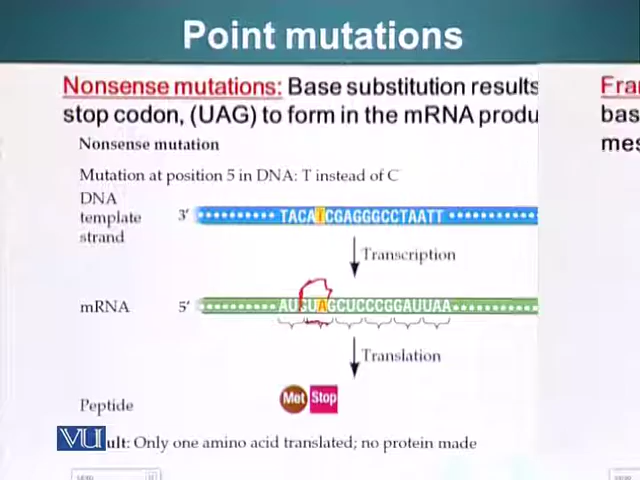 Point mutations
Nonsense mutations: Base substitution results
stop codon, (UAG) to form in the mRNA produ
Nonsense mutation
Mutation at position 5 in DNA: T instead of C
DNA
template
strand
3′ TACATCGAGGGCCTAATT
Transcription
mRNA 5′ AUGUAGCUCCCGGAUUAA
Translation
Peptide Met Stop
VU ult: Only one amino acid translated; no protein made
Fra
bas
mes